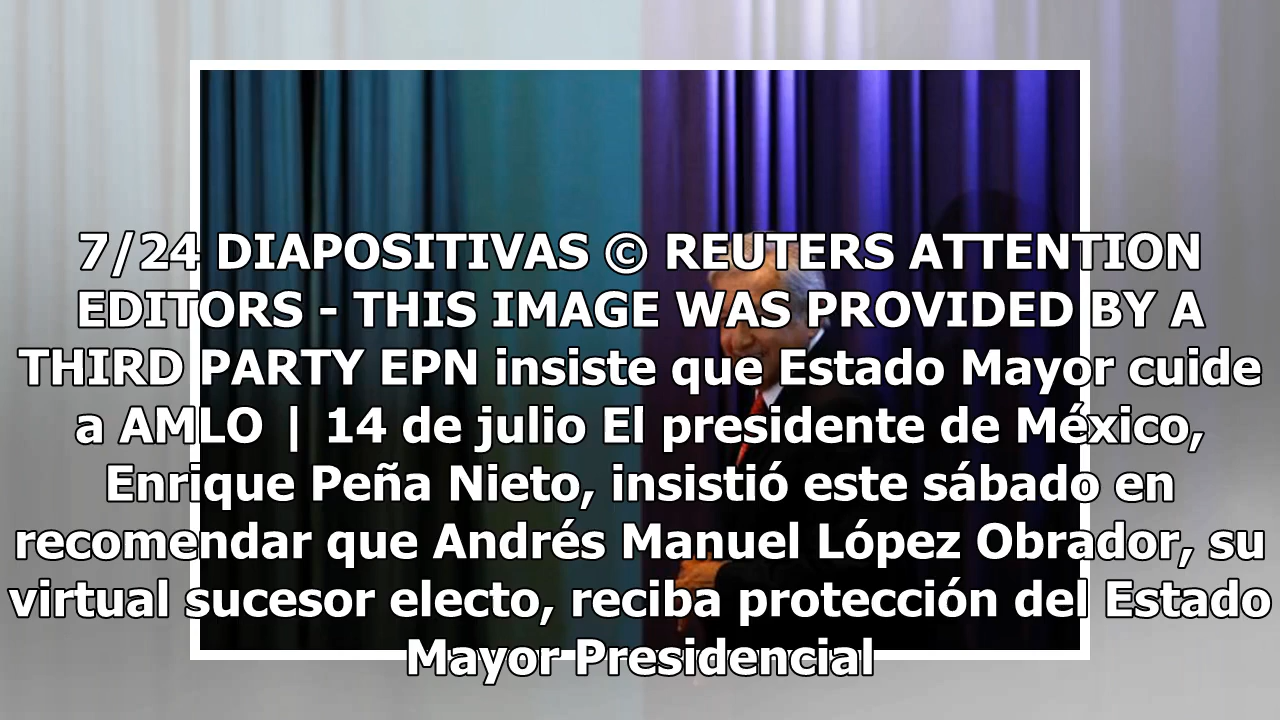 7/24 DIAPOSITIVAS © REUTERS ATTENTION
EDITORS - THIS IMAGE WAS PROVIDED BY A
THIRD PARTY EPN insiste que Estado Mayor cuide
a AMLO | 14 de julio El presidente de México,
Enrique Peña Nieto, insistió este sábado en
recomendar que Andrés Manuel López Obrador, su
virtual sucesor electo, reciba protección del Estado
Mayor Presidencial